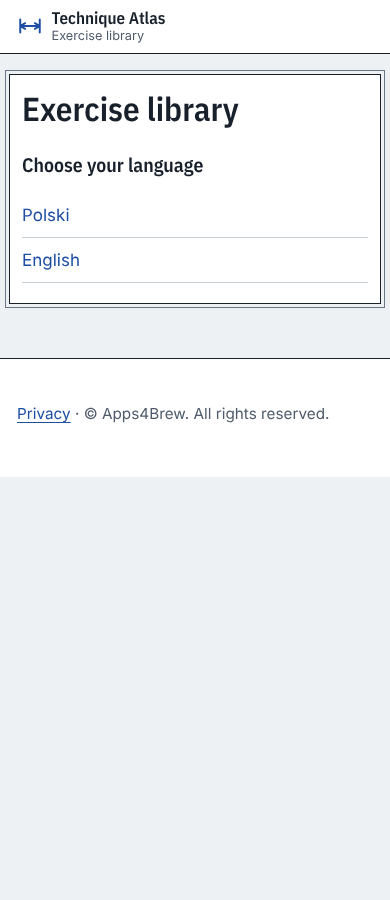 Technique Atlas
Exercise library
Exercise library
Choose your language
Polski
English
Privacy · © Apps4Brew. All rights reserved.